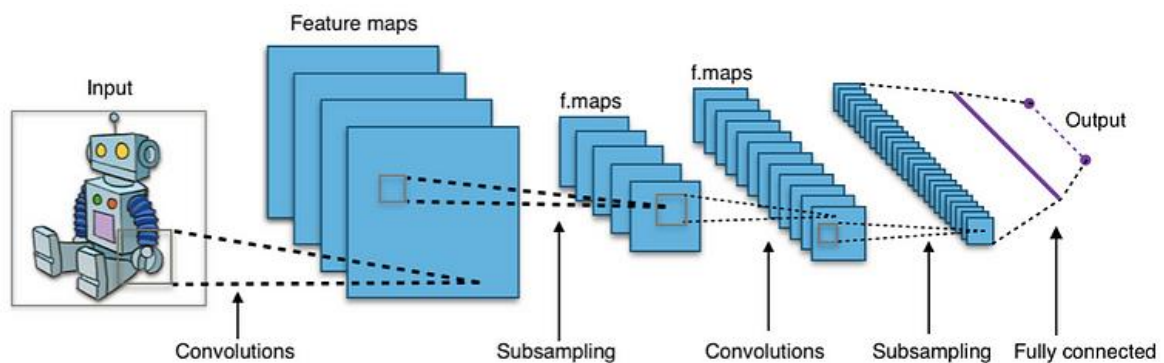 Feature maps
Input
f.maps
f.maps
Output
Convolutions
Subsampling
Convolutions
Subsampling
Fully connected